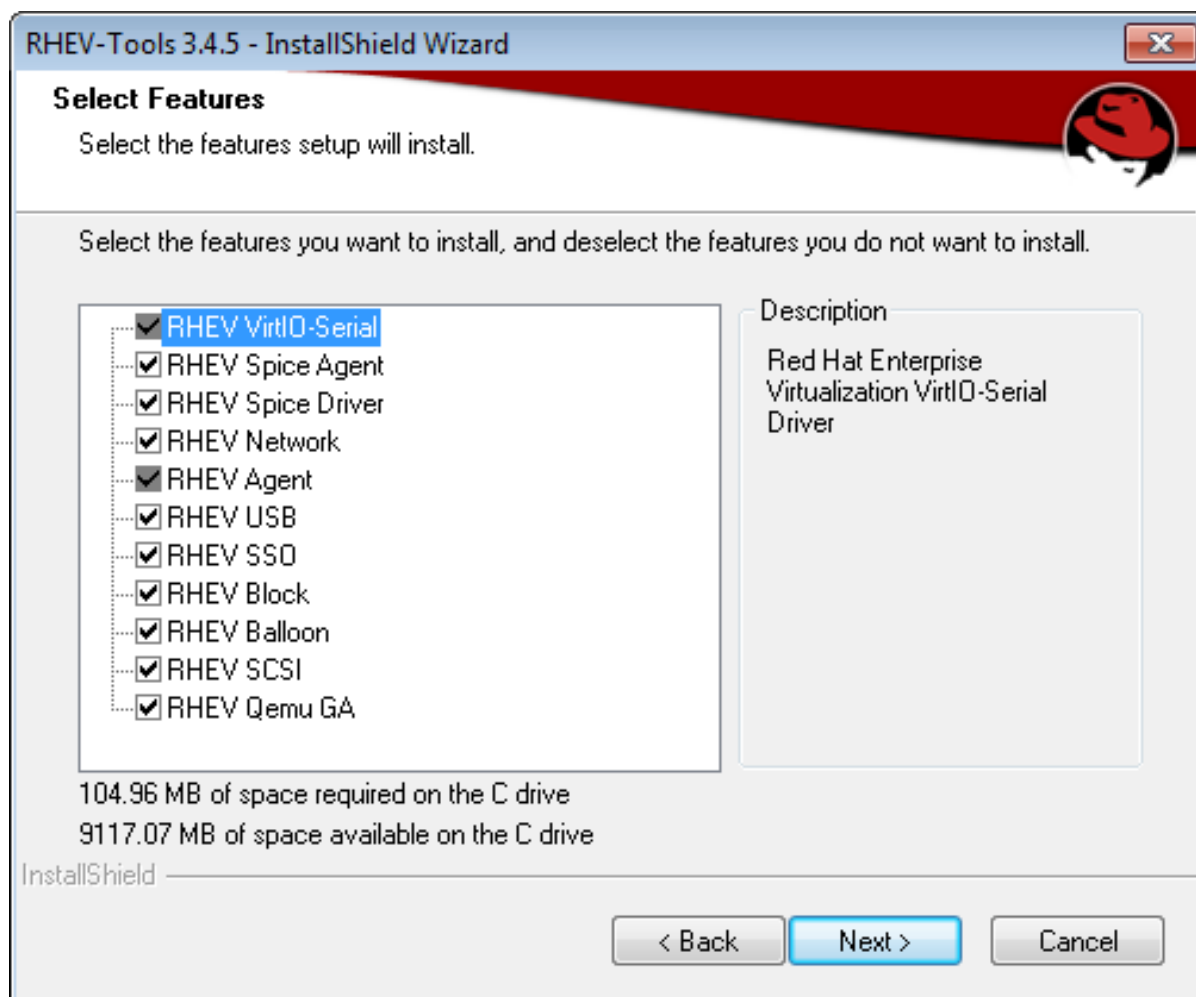 RHEV-Tools 3.4.5 - InstallShield Wizard
Select Features
Select the features setup will install.
Select the features you want to install, and deselect the features you do not want to install.
RHEV VirtIO-Serial
RHEV Spice Agent
RHEV Spice Driver
RHEV Network
RHEV Agent
RHEV USB
RHEV SSO
RHEV Block
RHEV Balloon
RHEV SCSI
RHEV Qemu GA
Description
Red Hat Enterprise
Virtualization VirtIO-Serial
Driver
104.96 MB of space required on the C drive
9117.07 MB of space available on the C drive
InstallShield
< Back
Next >
Cancel